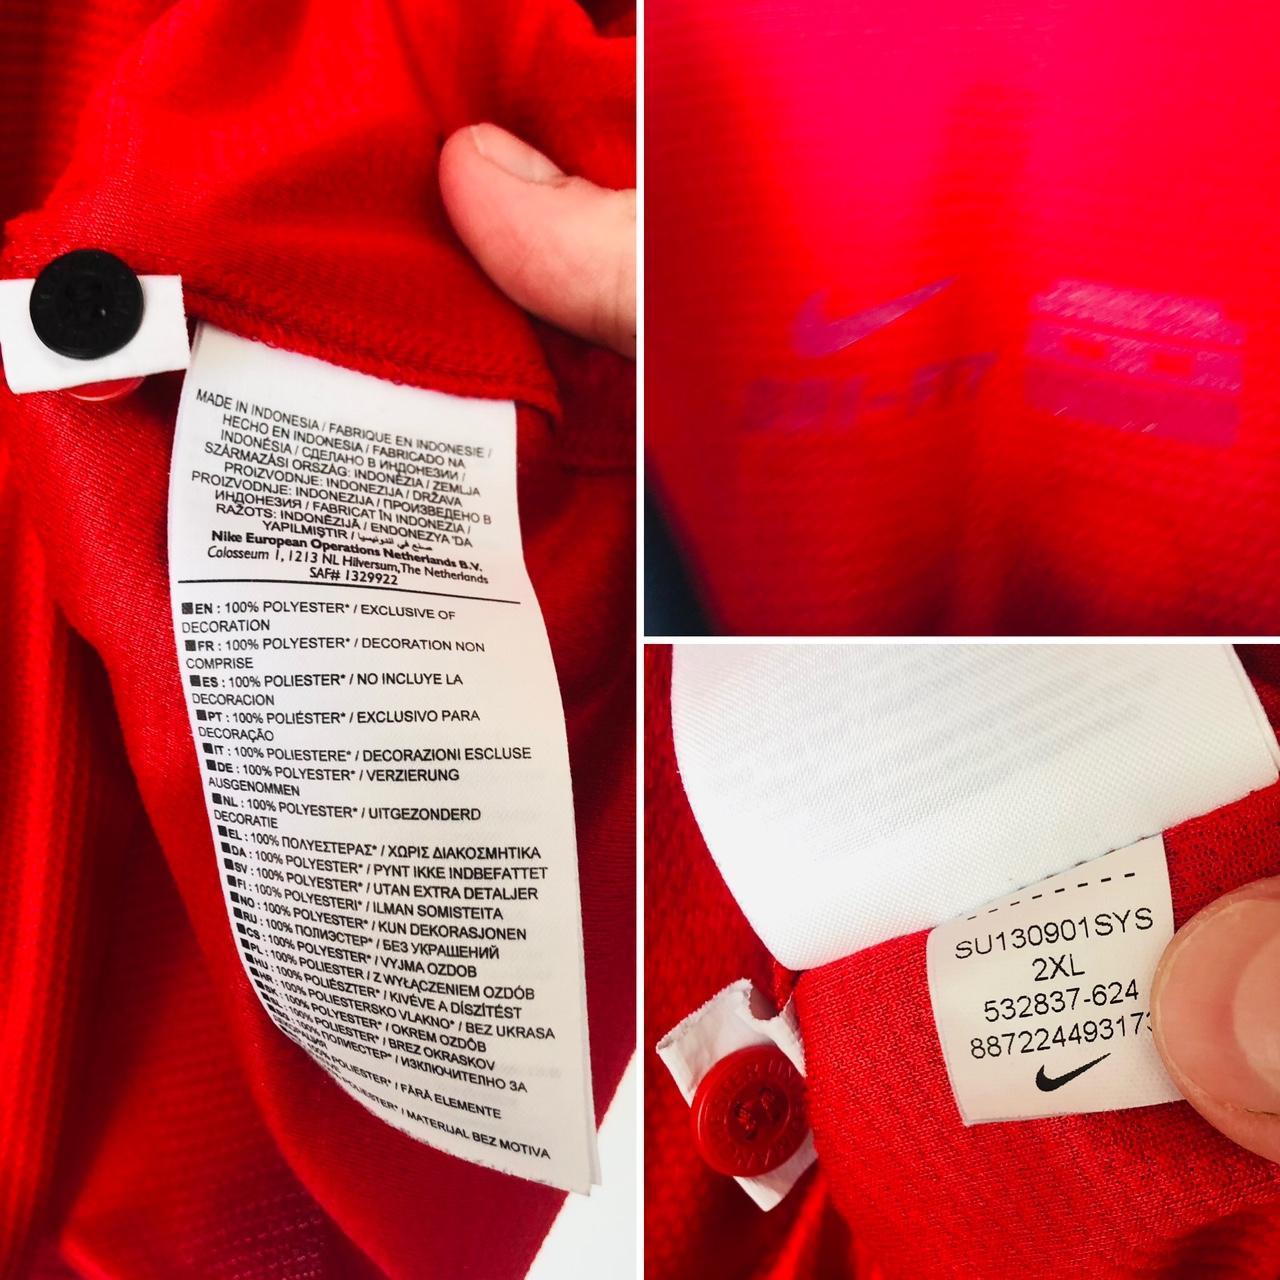 MADE IN INDONESIA / FABRIQUE EN INDONESIE /
HECHO EN INDONESIA / FABRICADO NA
INDONÉSIA / СДЕЛАНО В ИНДОНЕЗИИ /
SZÁRMAZÁSI ORSZÁG: INDONÉZIA / ZEMLJA
PROIZVODNJE: INDONEZIJA / DRŽAVA
PROIZVODNJE: INDONEZIJA / ПРОИЗВЕДЕНО В
ИНДОНЕЗИЯ / FABRICAT ÎN INDONEZIA /
RAŽOTS: INDONĒZIJĀ / ENDONEZYA 'DA
YAPILMIŞTIR / صنع في اندونيسيا
Nike European Operations Netherlands B.V.
Colosseum 1, 1213 NL Hilversum, The Netherlands
SAF# 1329922
EN : 100% POLYESTER* / EXCLUSIVE OF
DECORATION
FR : 100% POLYESTER* / DECORATION NON
COMPRISE
ES : 100% POLIESTER* / NO INCLUYE LA
DECORACION
PT : 100% POLIÉSTER* / EXCLUSIVO PARA
DECORAÇÃO
IT : 100% POLIESTERE* / DECORAZIONI ESCLUSE
DE : 100% POLYESTER* / VERZIERUNG
AUSGENOMMEN
NL : 100% POLYESTER* / UITGEZONDERD
DECORATIE
EL : 100% ΠΟΛΥΕΣΤΕΡΑΣ* / ΧΩΡΙΣ ΔΙΑΚΟΣΜΗΤΙΚΑ
DA : 100% POLYESTER* / PYNT IKKE INDBEFATTET
SV : 100% POLYESTER* / UTAN EXTRA DETALJER
FI : 100% POLYESTERI* / ILMAN SOMISTEITA
NO : 100% POLYESTER* / KUN DEKORASJONEN
RU : 100% ПОЛИЭСТЕР* / БЕЗ УКРАШЕНИЙ
CS : 100% POLYESTER* / VYJMA OZDOB
PL : 100% POLIESTER / Z WYŁĄCZENIEM OZDÓB
HU : 100% POLIÉSZTER* / KIVÉVE A DÍSZÍTÉST
HR : 100% POLIESTERSKO VLAKNO* / BEZ UKRASA
SK : 100% POLYESTER* / OKREM OZDÔB
SL : 100% POLIESTER* / BREZ OKRASKOV
100% ПОЛИЕСТЕР* / ИЗКЛЮЧИТЕЛНО ЗА
POLIESTER* / FĂRĂ ELEMENTE
POLIESTER* / MATERIJAL BEZ MOTIVA
DRI-FIT
SU130901SYS
2XL
532837-624
88722449317